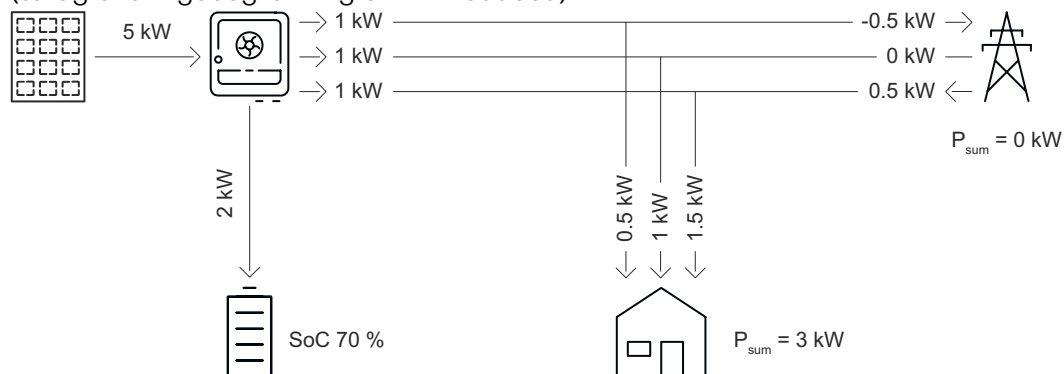 5 kW
1 kW
-0.5 kW
1 kW
0 kW
1 kW
0.5 kW
P_sum = 0 kW
2 kW
0.5 kW
1 kW
1.5 kW
SoC 70 %
P_sum = 3 kW